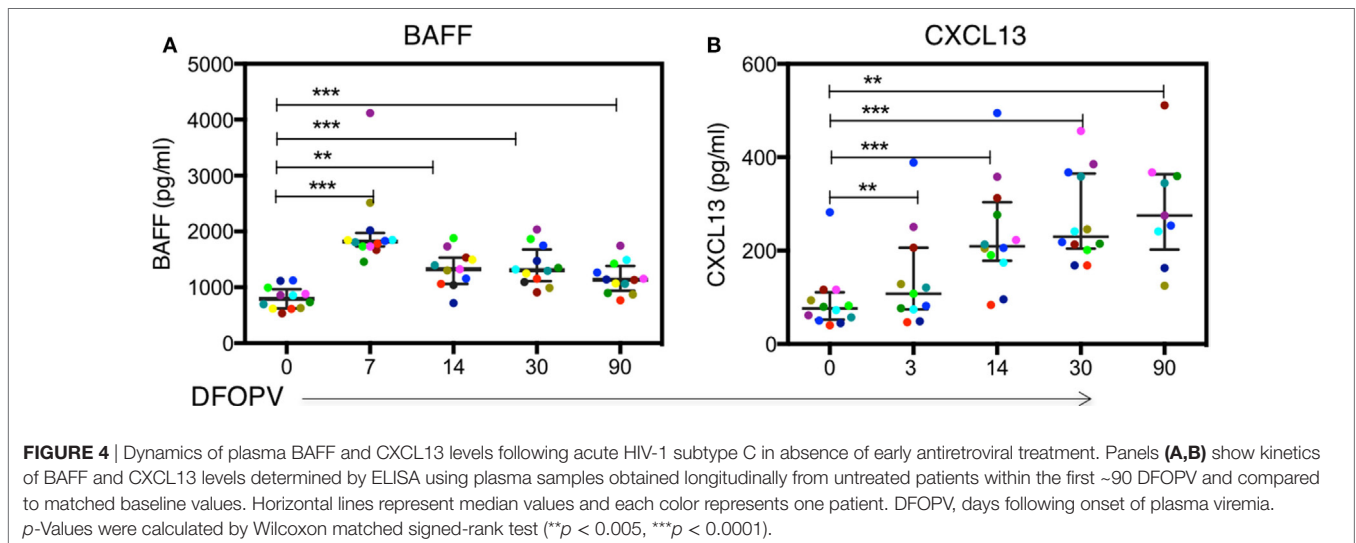 A
BAFF
BAFF (pg/ml)
5000
4000
3000
2000
1000
0
***
***
**
***
0 7 14 30 90
B
CXCL13
CXCL13 (pg/ml)
600
400
200
0
**
***
***
**
0 3 14 30 90
DFOPV
FIGURE 4 | Dynamics of plasma BAFF and CXCL13 levels following acute HIV-1 subtype C in absence of early antiretroviral treatment. Panels (A,B) show kinetics
of BAFF and CXCL13 levels determined by ELISA using plasma samples obtained longitudinally from untreated patients within the first ~90 DFOPV and compared
to matched baseline values. Horizontal lines represent median values and each color represents one patient. DFOPV, days following onset of plasma viremia.
p-Values were calculated by Wilcoxon matched signed-rank test (**p < 0.005, ***p < 0.0001).